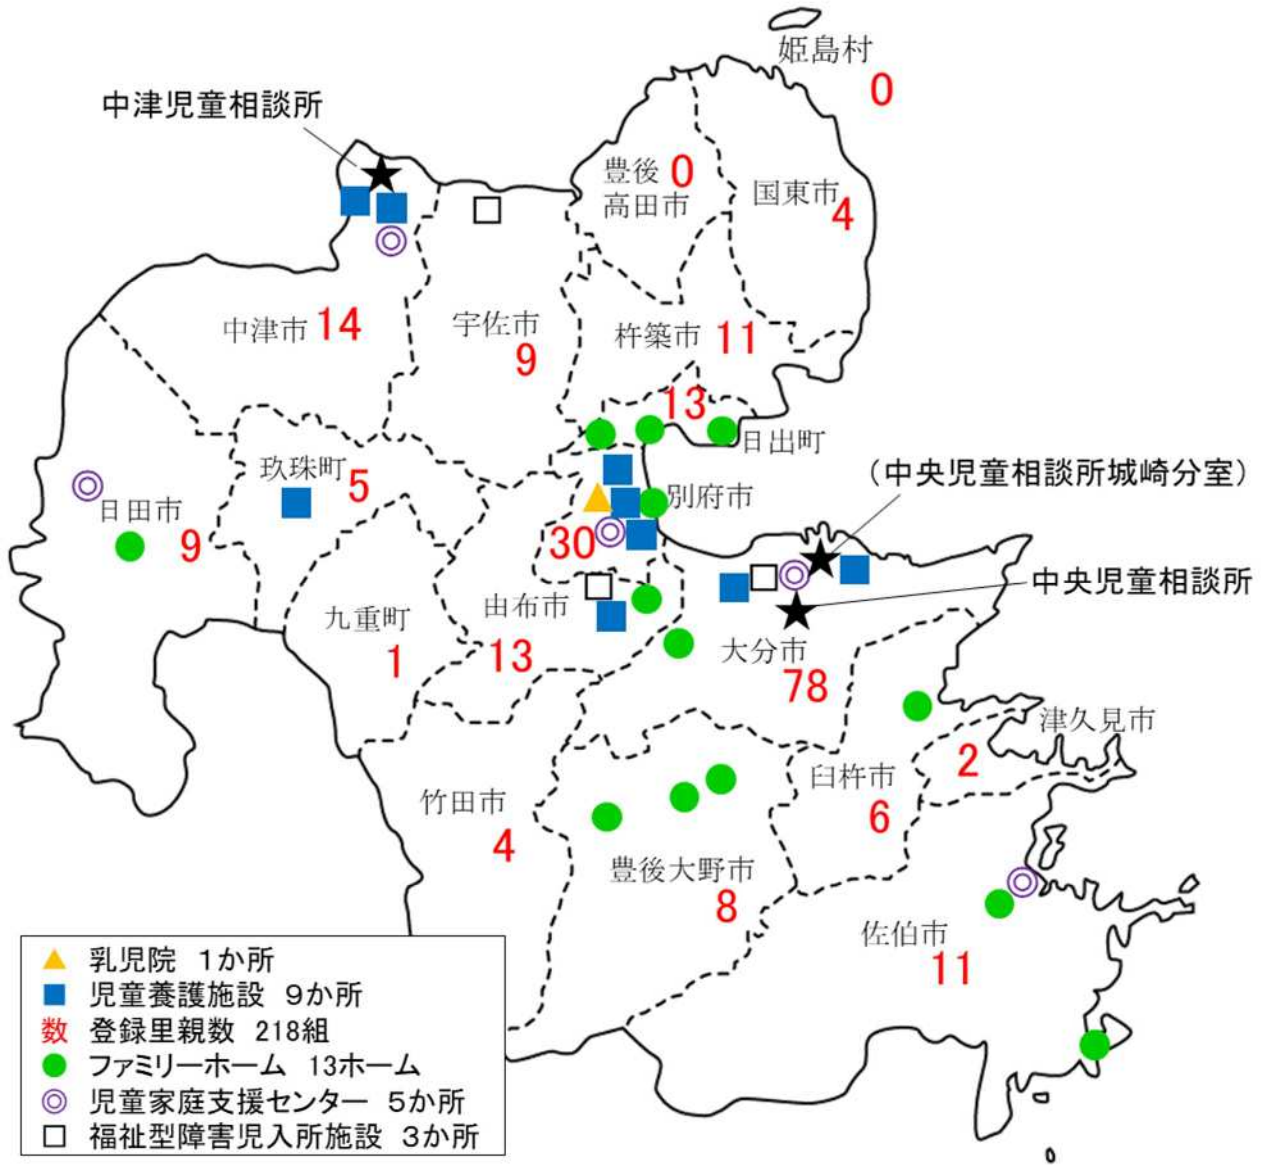 姫島村
0
中津児童相談所
豊後 0
高田市
国東市
4
中津市 14
宇佐市
9
杵築市 11
13
日出町
玖珠町 5
日田市
9
別府市
30
(中央児童相談所城崎分室)
中央児童相談所
九重町
1
由布市
13
大分市
78
津久見市
2
臼杵市
6
竹田市
4
豊後大野市
8
佐伯市
11
乳児院 1か所
児童養護施設 9か所
数 登録里親数 218組
ファミリーホーム 13ホーム
児童家庭支援センター 5か所
福祉型障害児入所施設 3か所